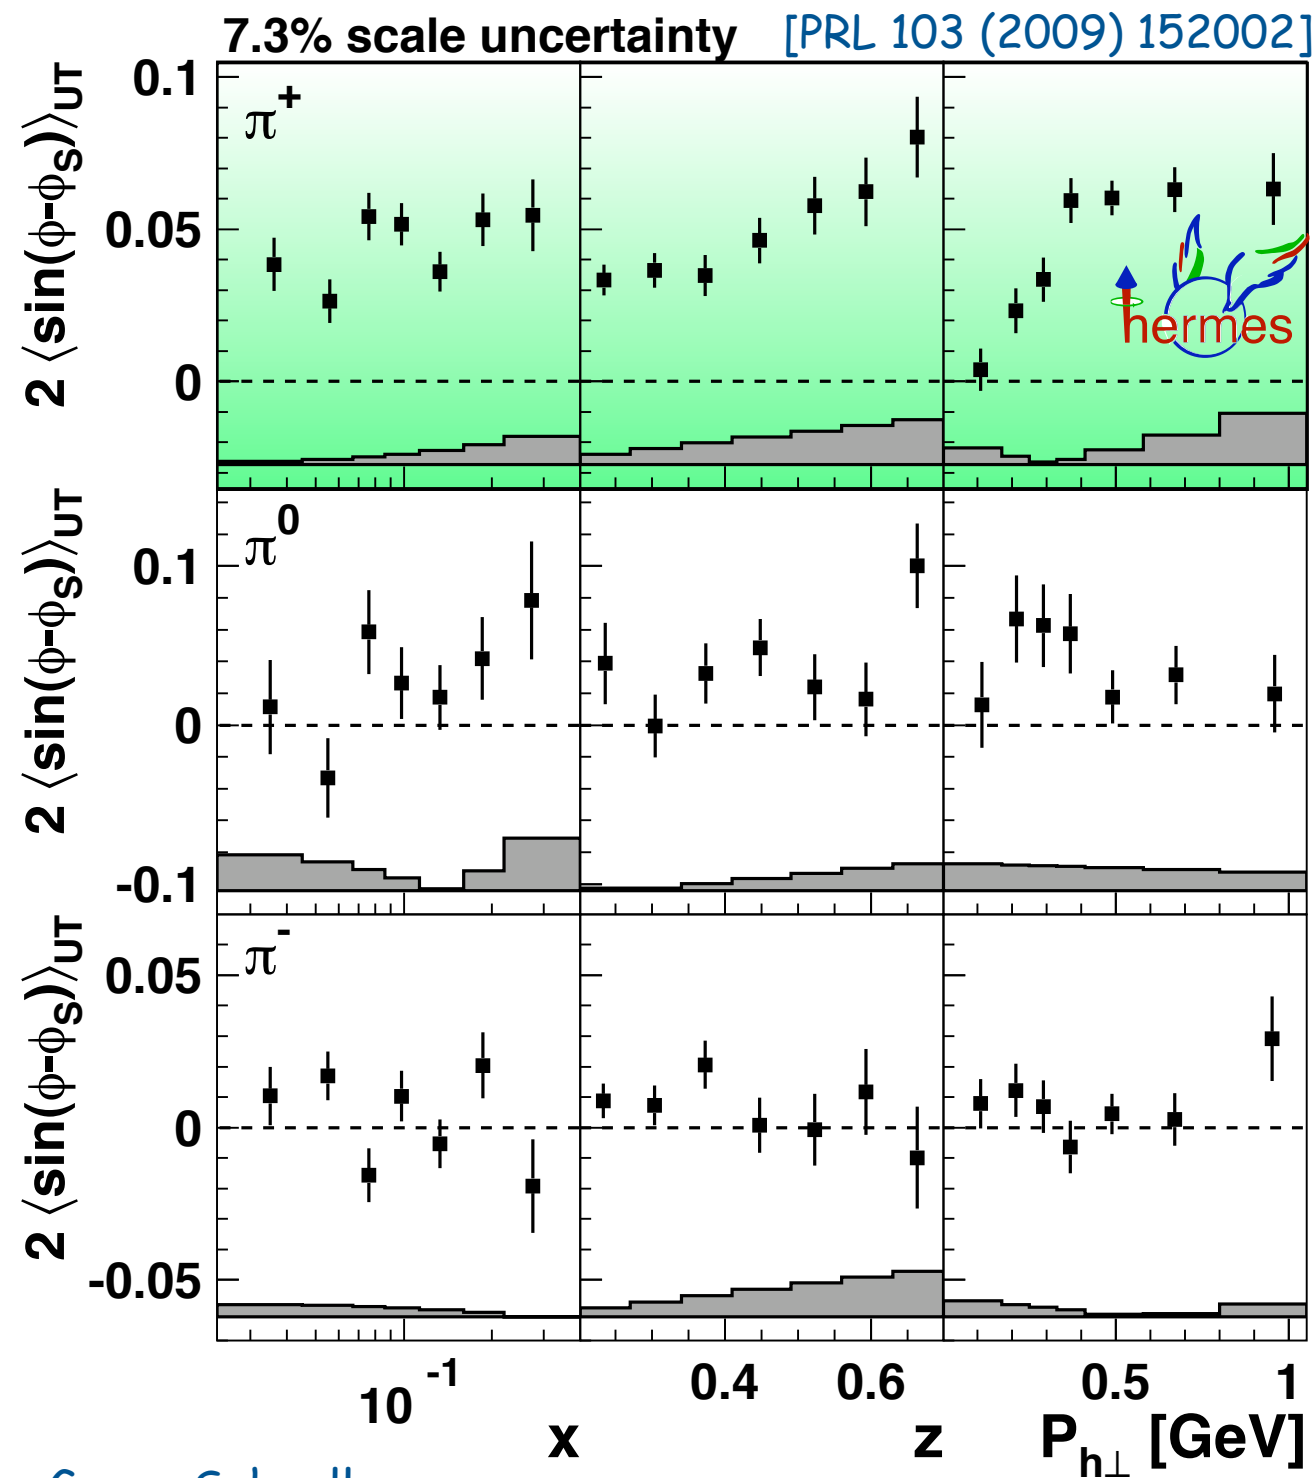 7.3% scale uncertainty [PRL 103 (2009) 152002]
2 ⟨sin(ϕ-ϕS)⟩UT
0.1
0.05
0
π+
hermes
2 ⟨sin(ϕ-ϕS)⟩UT
0.1
0
-0.1
π0
2 ⟨sin(ϕ-ϕS)⟩UT
0.05
0
-0.05
π-
10-1 0.4 0.6 0.5 1
x z Ph⊥ [GeV]